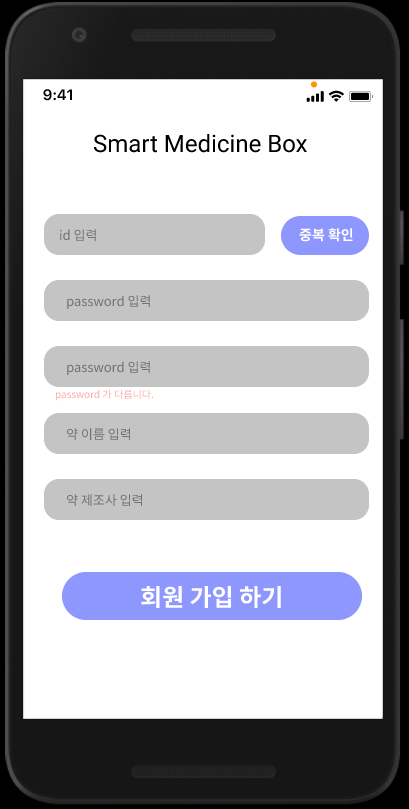 9:41
Smart Medicine Box
id 입력
중복 확인
password 입력
password 입력
password 가 다릅니다.
약 이름 입력
약 제조사 입력
회원 가입 하기